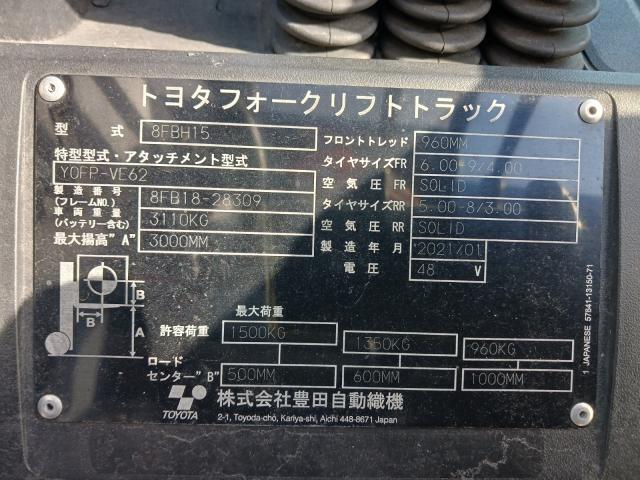 トヨタフォークリフトトラック
型 式 8FBH15
特型型式・アタッチメント型式
YOFP-VE62
製造番号 (フレームNO.) 8FB18-28309
車両重量 (バッテリー含む) 3110KG
最大揚高"A" 3000MM
フロントトレッド 960MM
タイヤサイズFR 6.00-9/4.00
空気圧 FR SOLID
タイヤサイズRR 5.00-8/3.00
空気圧 RR SOLID
製造年月 2021/01
電圧 48 V
B
B
A
最大荷重
許容荷重 1500KG 1350KG 960KG
ロードセンター"B" 500MM 600MM 1000MM
TOYOTA 株式会社豊田自動織機
2-1, Toyoda-cho, Kariya-shi, Aichi 448-8671 Japan
1 JAPANESE 57841-13150-71